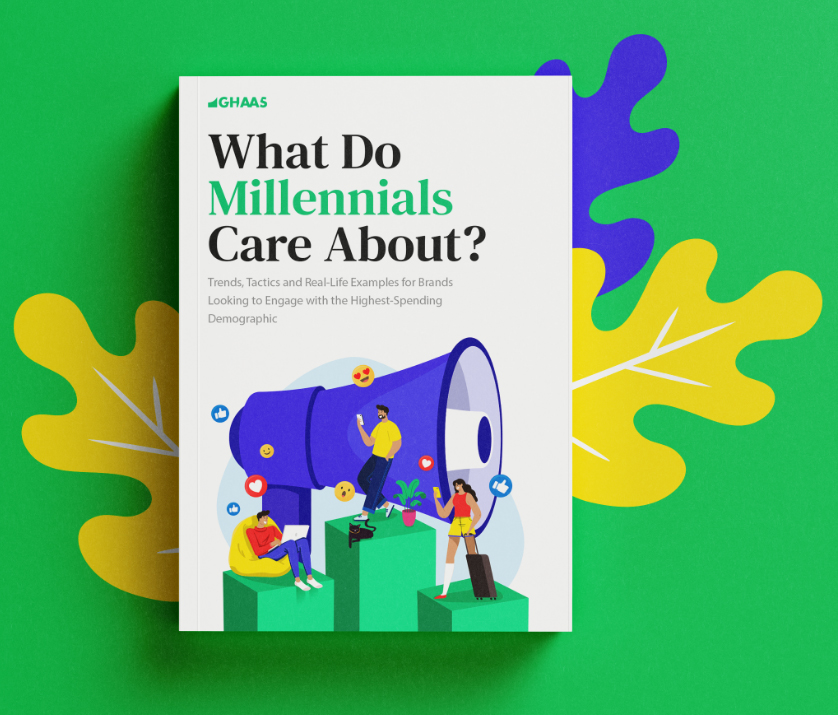 GHAAS
What Do
Millennials
Care About?
Trends, Tactics and Real-Life Examples for Brands
Looking to Engage with the Highest-Spending
Demographic